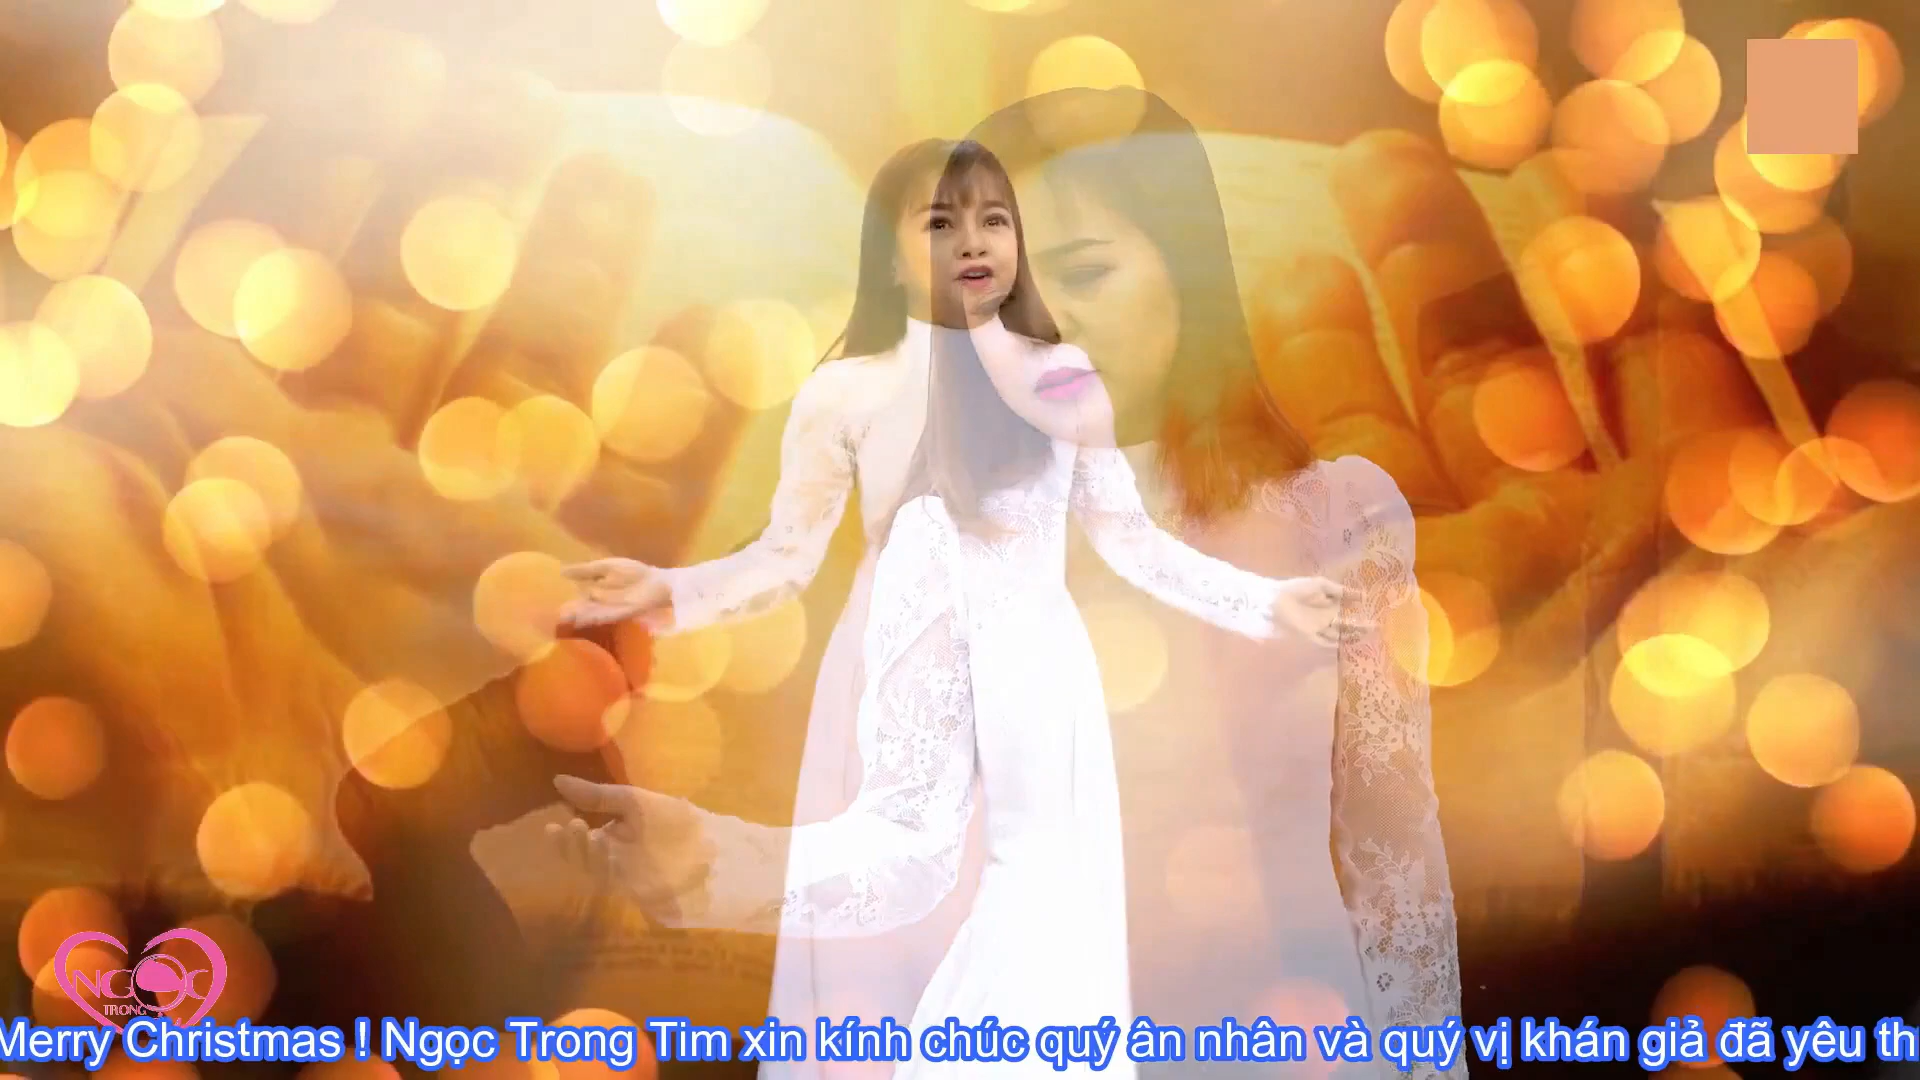 NGỌC
TRONG
Merry Christmas ! Ngọc Trong Tim xin kính chúc quý ân nhân và quý vị khán giả đã yêu th